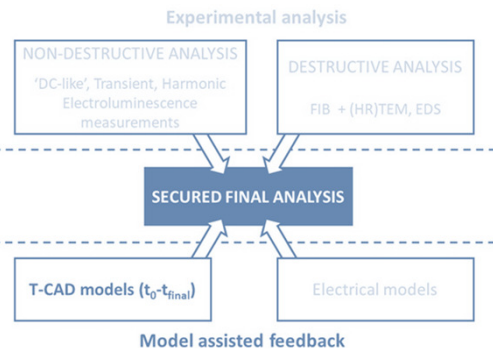 Experimental analysis
NON-DESTRUCTIVE ANALYSIS
‘DC-like’, Transient, Harmonic
Electroluminescence
measurements
DESTRUCTIVE ANALYSIS
FIB + (HR)TEM, EDS
SECURED FINAL ANALYSIS
T-CAD models (t0-tfinal)
Electrical models
Model assisted feedback